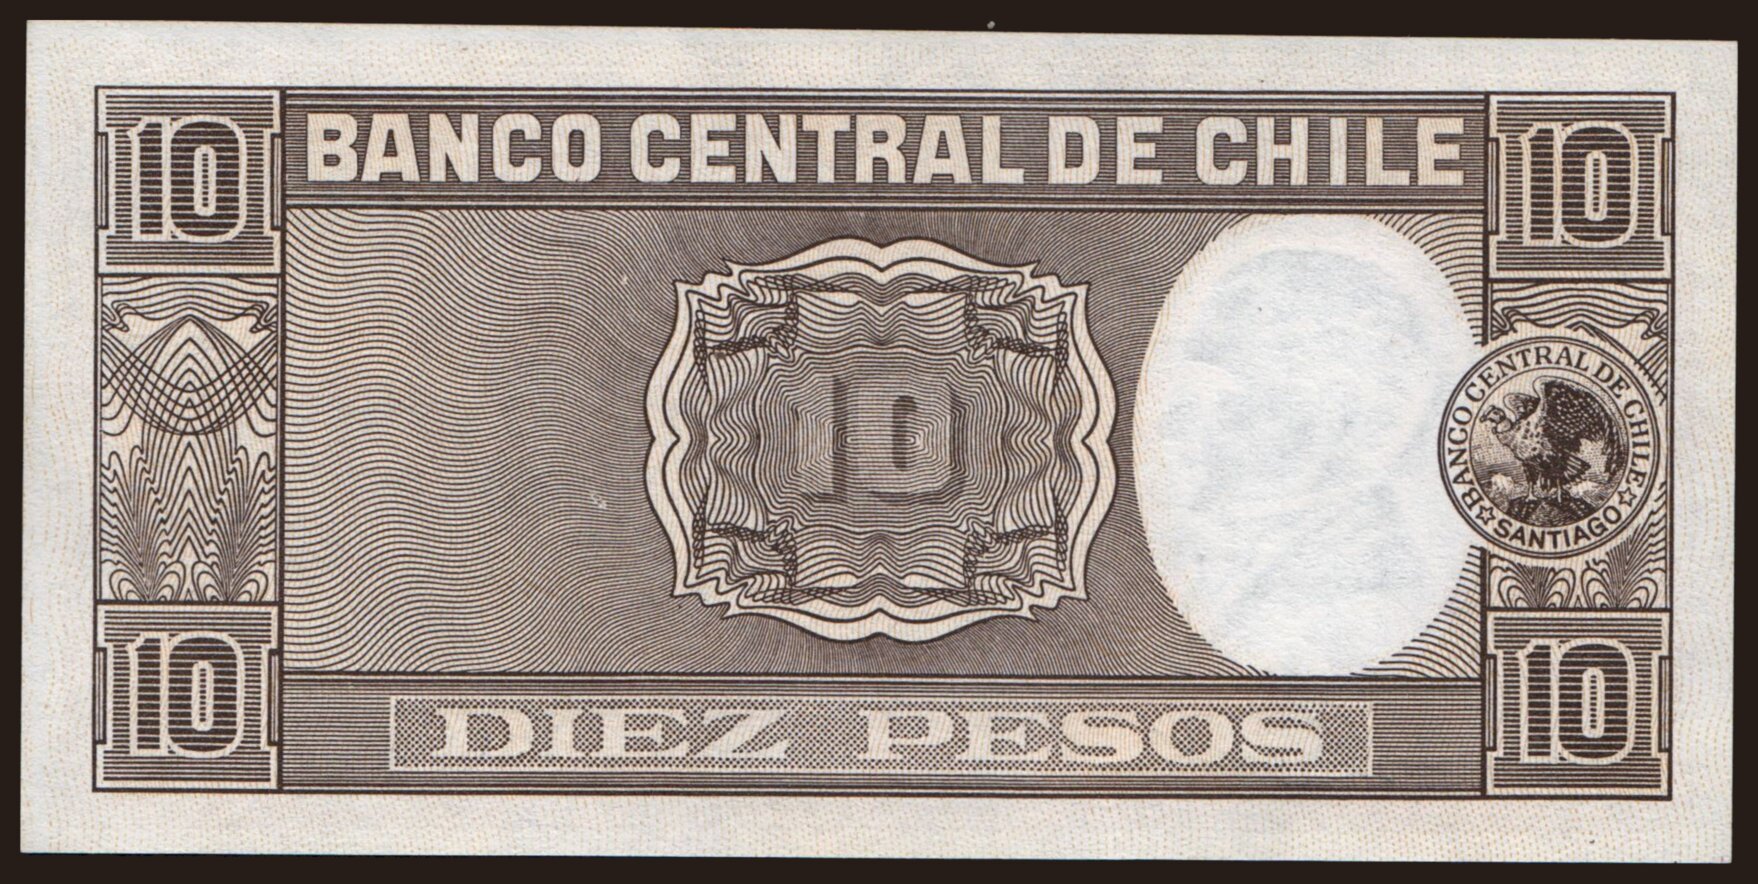 10 BANCO CENTRAL DE CHILE 10
10
BANCO CENTRAL DE CHILE
SANTIAGO
10 DIEZ PESOS 10